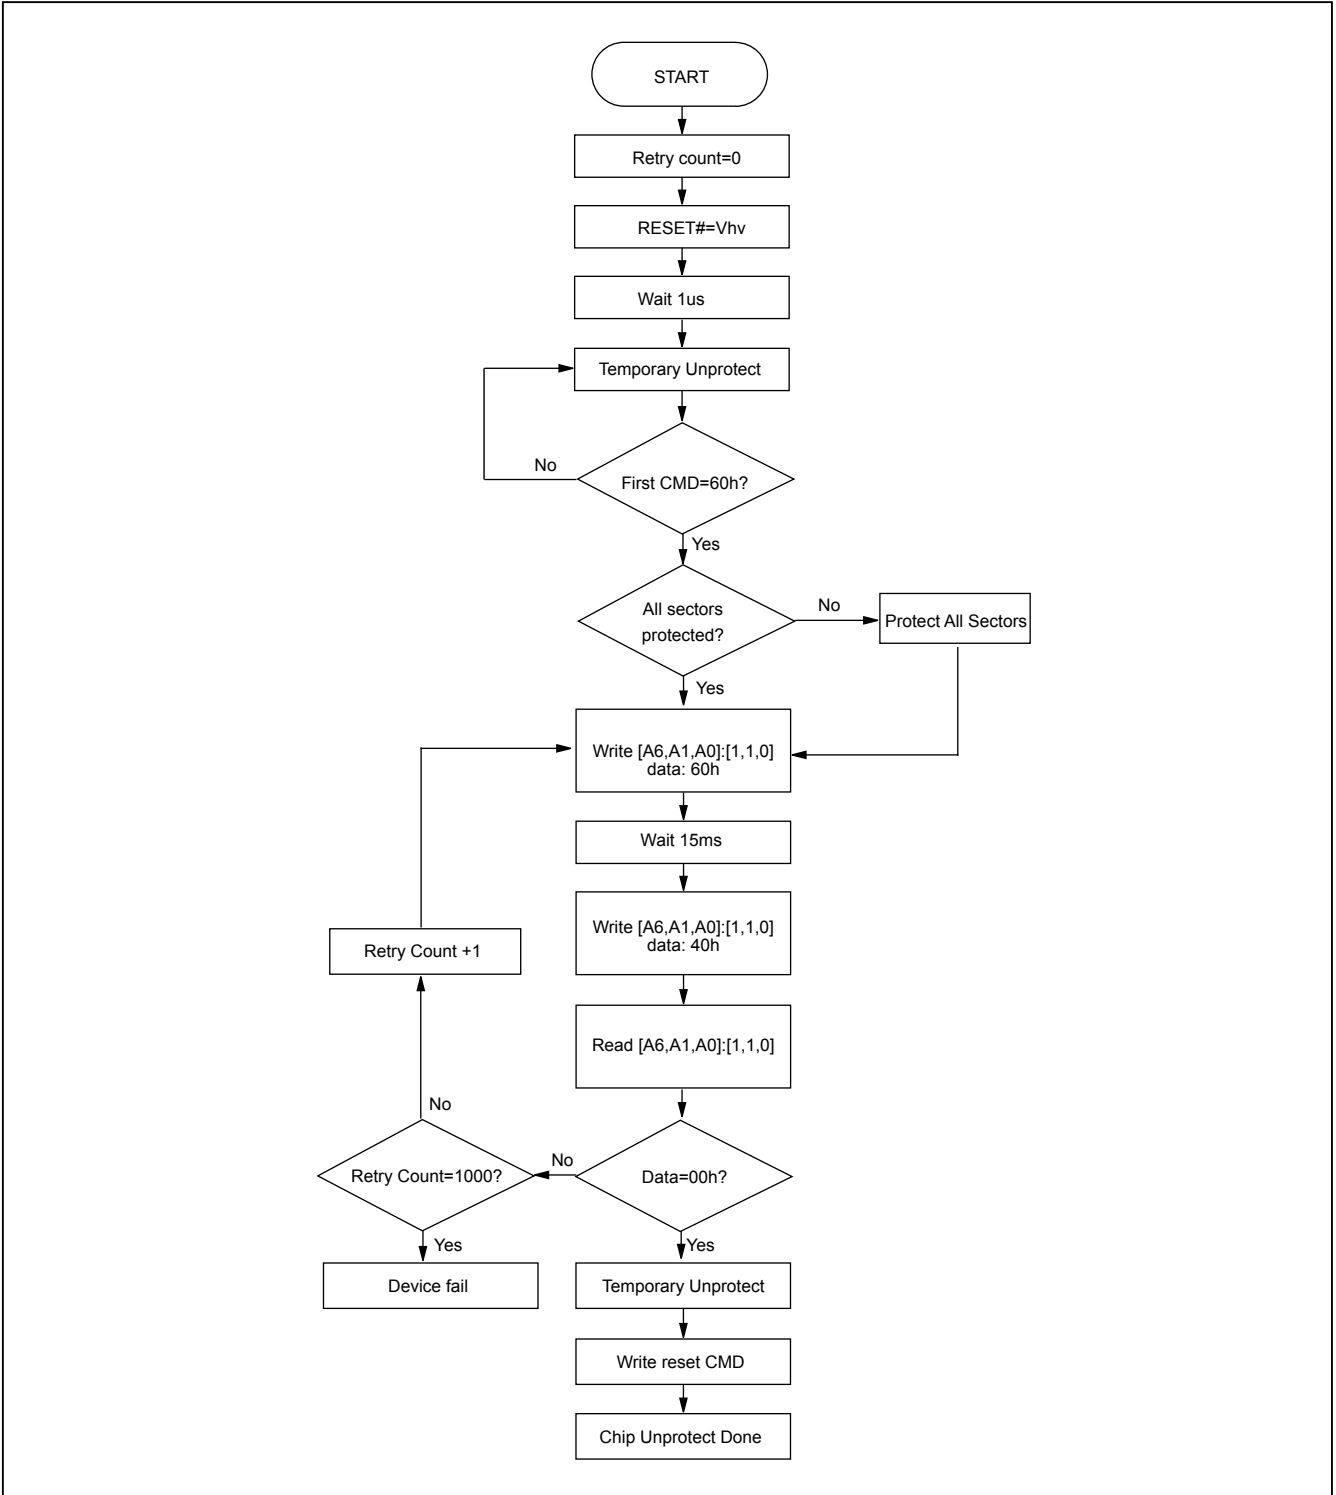 START
Retry count=0
RESET#=Vhv
Wait 1us
Temporary Unprotect
No
First CMD=60h?
Yes
All sectors
protected?
No
Protect All Sectors
Yes
Write [A6,A1,A0]:[1,1,0]
data: 60h
Wait 15ms
Write [A6,A1,A0]:[1,1,0]
data: 40h
Retry Count +1
Read [A6,A1,A0]:[1,1,0]
No
Retry Count=1000?
No
Data=00h?
Yes
Yes
Device fail
Temporary Unprotect
Write reset CMD
Chip Unprotect Done